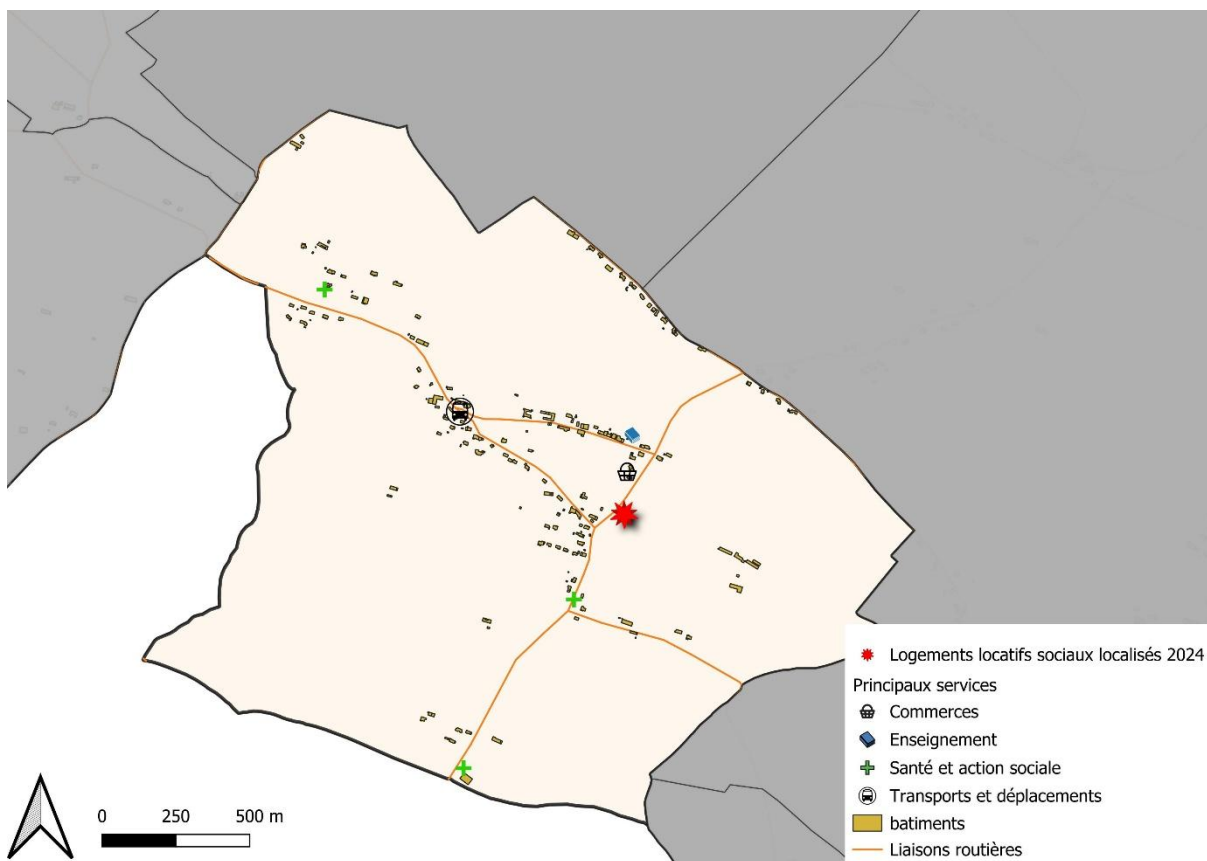 Logements locatifs sociaux localisés 2024
Principaux services
Commerces
Enseignement
Santé et action sociale
Transports et déplacements
batiments
Liaisons routières
0 250 500 m